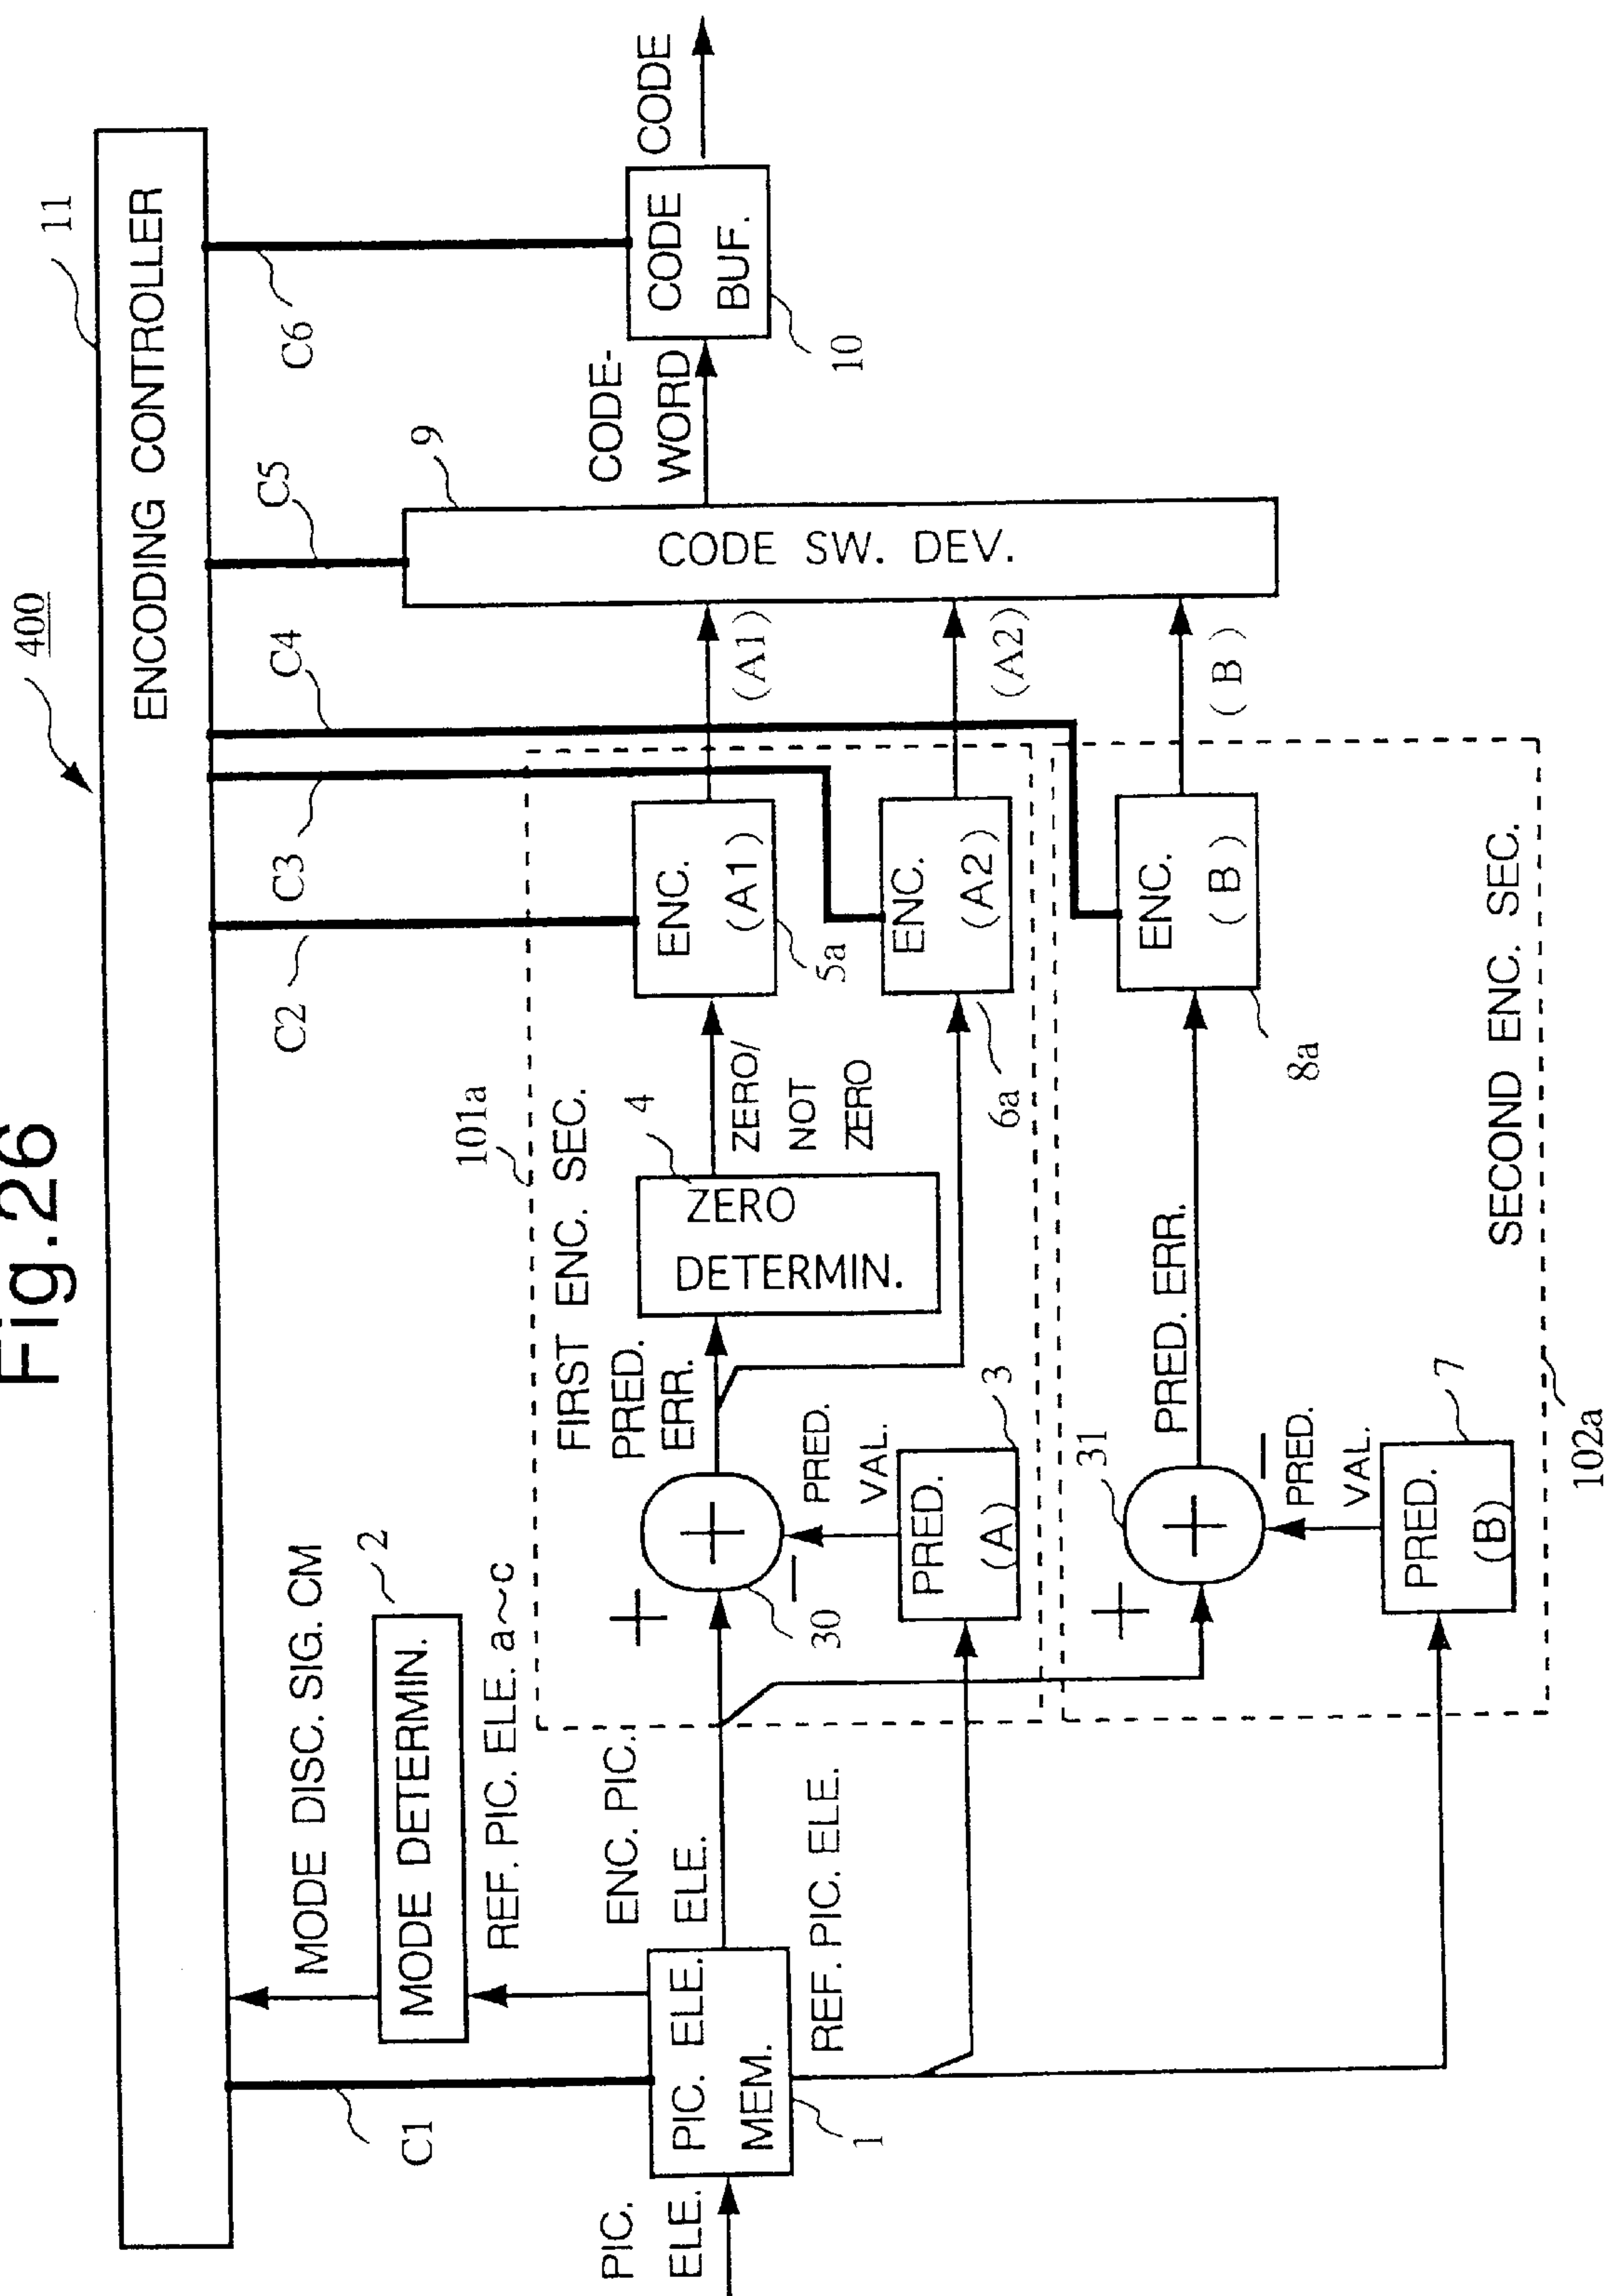 Fig.26
400
11
ENCODING CONTROLLER
C1
C2
C3
C4
C5
C6
MODE DISC. SIG. CM
2
MODE DETERMIN.
REF. PIC. ELE. a~c
PIC.
ELE.
PIC. ELE.
MEM.
1
ENC. PIC.
ELE.
REF. PIC. ELE.
101a
FIRST ENC. SEC.
+
30
−
PRED.
ERR.
PRED.
VAL.
3
PRED.
(A)
4
ZERO
DETERMIN.
ZERO/
NOT
ZERO
ENC.
(A1)
5a
ENC.
(A2)
6a
(A1)
(A2)
(B)
9
CODE SW. DEV.
CODE-
WORD
CODE
BUF.
10
CODE
+
31
−
PRED.
VAL.
PRED. ERR.
7
PRED.
(B)
ENC.
(B)
8a
SECOND ENC. SEC.
102a